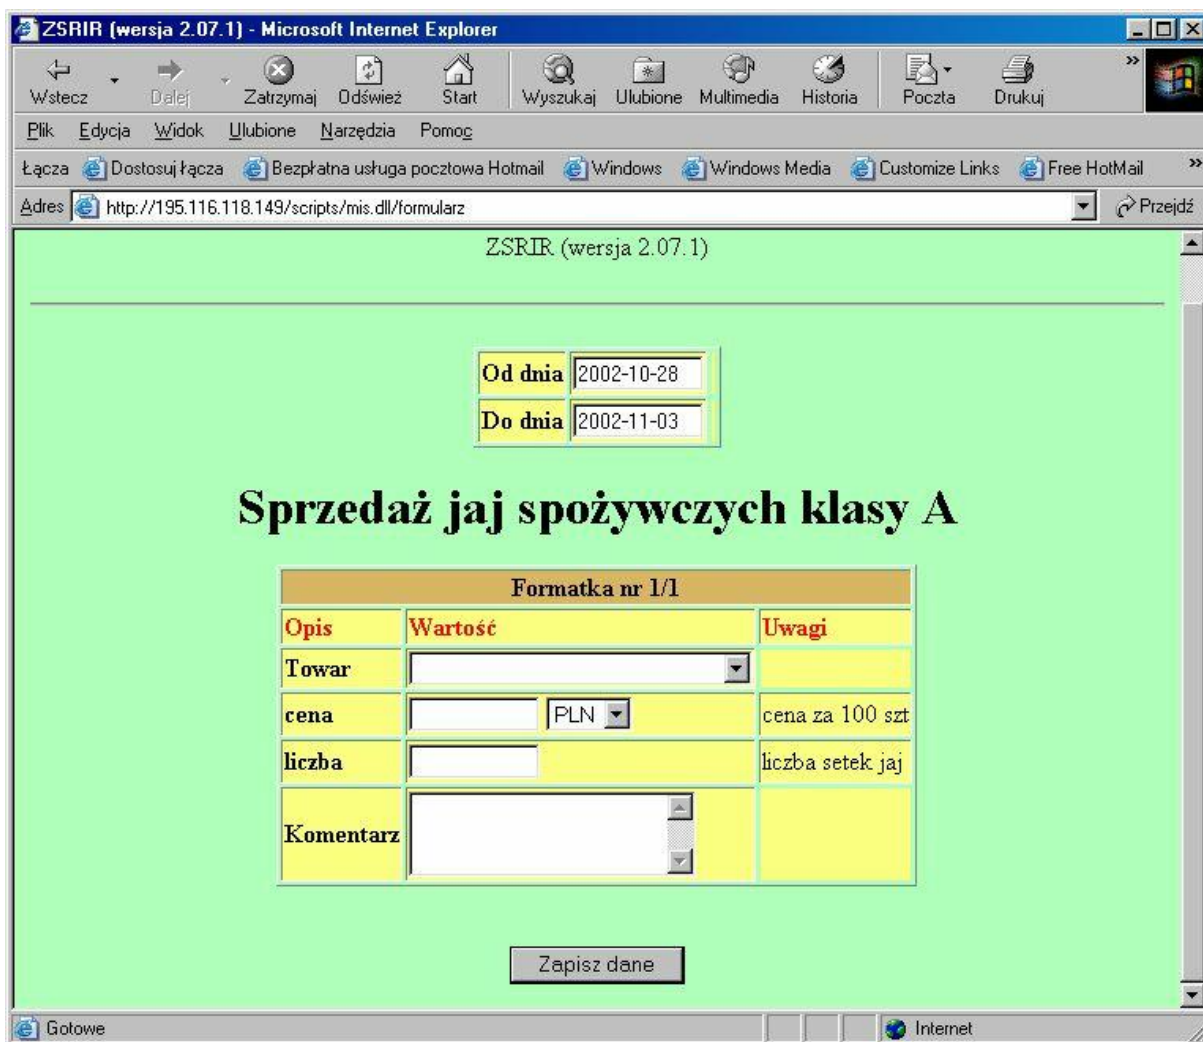 ZSRIR (wersja 2.07.1) - Microsoft Internet Explorer
Wstecz Dalej Zatrzymaj Odśwież Start Wyszukaj Ulubione Multimedia Historia Poczta Drukuj
Plik Edycja Widok Ulubione Narzędzia Pomoc
Łącza Dostosuj łącza Bezpłatna usługa pocztowa Hotmail Windows Windows Media Customize Links Free HotMail
Adres http://195.116.118.149/scripts/mis.dll/formularz Przejdź
ZSRIR (wersja 2.07.1)
Od dnia 2002-10-28
Do dnia 2002-11-03
Sprzedaż jaj spożywczych klasy A
Formatka nr 1/1
Opis Wartość Uwagi
Towar
cena PLN cena za 100 szt
liczba liczba setek jaj
Komentarz
Zapisz dane
Gotowe Internet